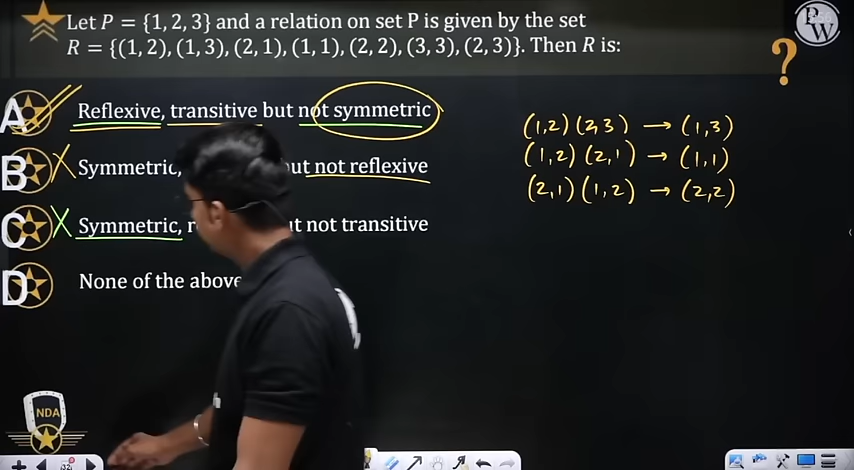 Let P = {1, 2, 3} and a relation on set P is given by the set
R = {(1, 2), (1, 3), (2, 1), (1, 1), (2, 2), (3, 3), (2, 3)}. Then R is:
?
P
W
A Reflexive, transitive but not symmetric
B Symmetric, but not reflexive
C Symmetric, not transitive
D None of the above
(1,2) (2,3) → (1,3)
(1,2) (2,1) → (1,1)
(2,1) (1,2) → (2,2)
NDA